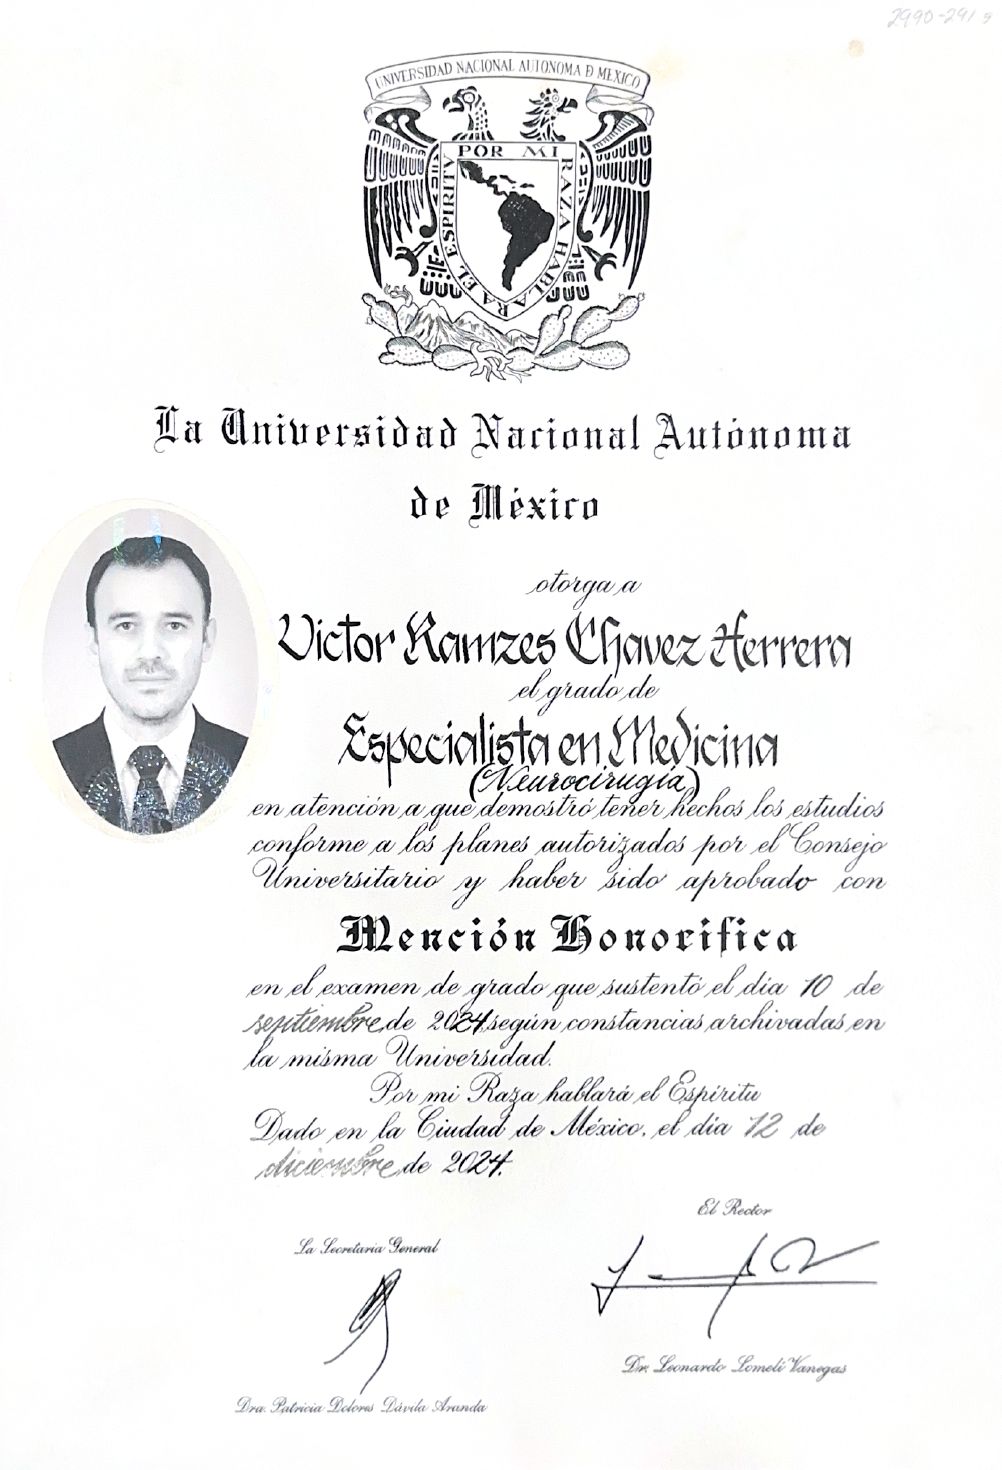 2990-241 9
UNIVERSIDAD NACIONAL AUTONOMA D MEXICO
POR MI RAZA HABLARA EL ESPIRITU
La Universidad Nacional Autónoma
de México
otorga a
Victor Ramzes Chavez Herrera
el grado de
Especialista en Medicina
(Neurocirugía)
en atención a que demostró tener hechos los estudios
conforme a los planes autorizados por el Consejo
Universitario y haber sido aprobado con
Mención Honorífica
en el examen de grado que sustentó el día 10 de
septiembre de 2024, según constancias archivadas en
la misma Universidad.
Por mi Raza hablará el Espíritu
Dado en la Ciudad de México, el día 12 de
diciembre de 2024.
El Rector
La Secretaria General
Dr. Leonardo Lomelí Vanegas
Dra. Patricia Dolores Dávila Aranda